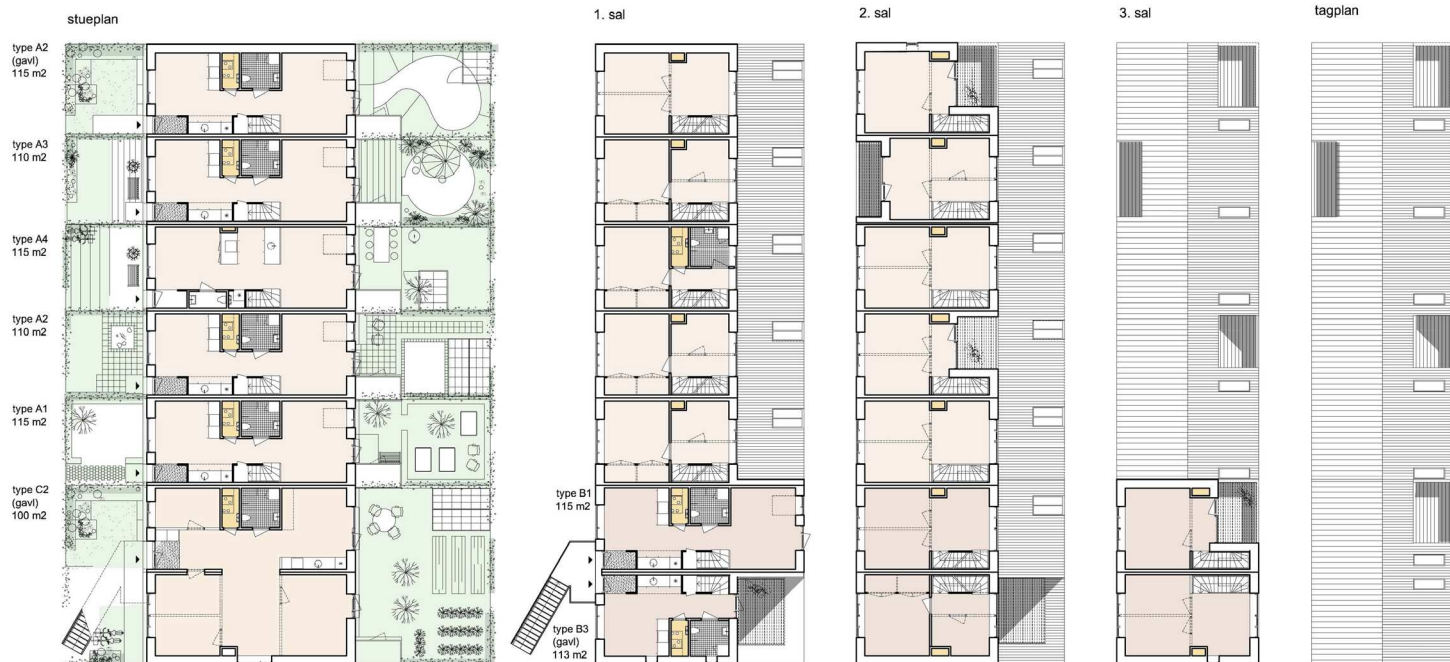 stueplan
1. sal
2. sal
3. sal
tagplan
type A2
(gavl)
115 m2
type A3
110 m2
type A4
115 m2
type A2
110 m2
type A1
115 m2
type C2
(gavl)
100 m2
type B1
115 m2
type B3
(gavl)
113 m2